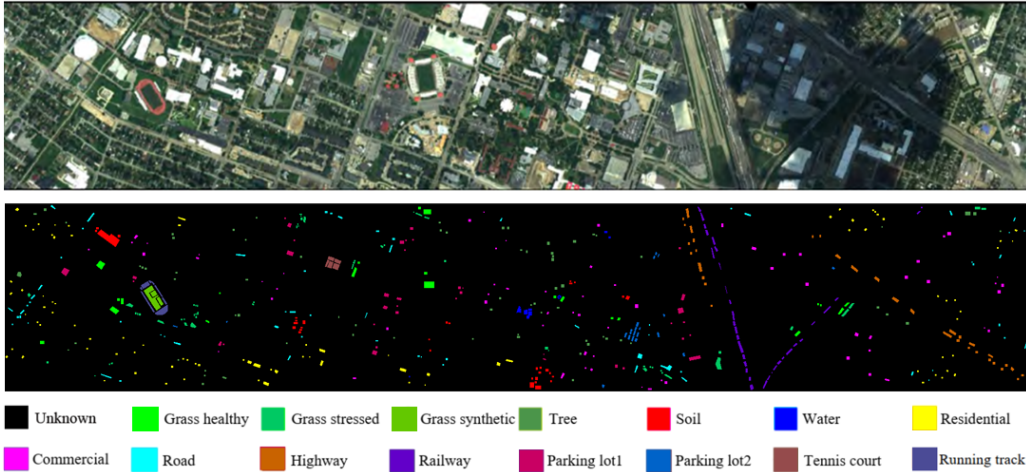 Unknown Grass healthy Grass stressed Grass synthetic Tree Soil Water Residential
Commercial Road Highway Railway Parking lot1 Parking lot2 Tennis court Running track